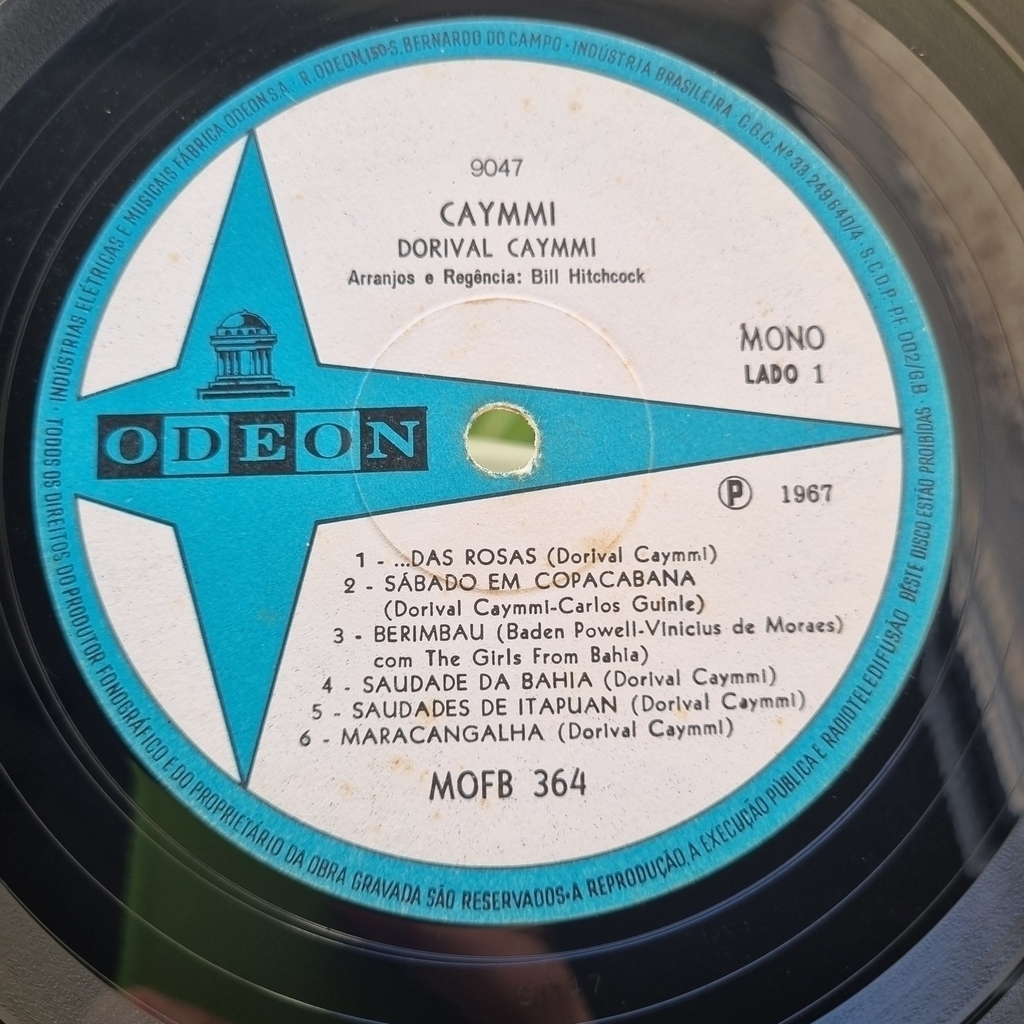 INDÚSTRIAS ELÉTRICAS E MUSICAIS FÁBRICA ODEON S.A. · R. ODEON,150-S. BERNARDO DO CAMPO · INDÚSTRIA BRASILEIRA · C.G.C. Nº 33.249.640/4 · S.C.D.P.-PF. 002/G.B. ·
9047
CAYMMI
DORIVAL CAYMMI
Arranjos e Regência: Bill Hitchcock
MONO
LADO 1
ODEON
Ⓟ 1967
1 - ...DAS ROSAS (Dorival Caymmi)
2 - SÁBADO EM COPACABANA
(Dorival Caymmi-Carlos Guinle)
3 - BERIMBAU (Baden Powell-Vinicius de Moraes)
com The Girls From Bahia)
4 - SAUDADE DA BAHIA (Dorival Caymmi)
5 - SAUDADES DE ITAPUAN (Dorival Caymmi)
6 - MARACANGALHA (Dorival Caymmi)
MOFB 364
TODOS OS DIREITOS DO PRODUTOR FONOGRÁFICO E DO PROPRIETÁRIO DA OBRA GRAVADA SÃO RESERVADOS·A REPRODUÇÃO, A EXECUÇÃO PÚBLICA E RADIOTELEDIFUSÃO DÊSTE DISCO ESTÃO PROIBIDAS